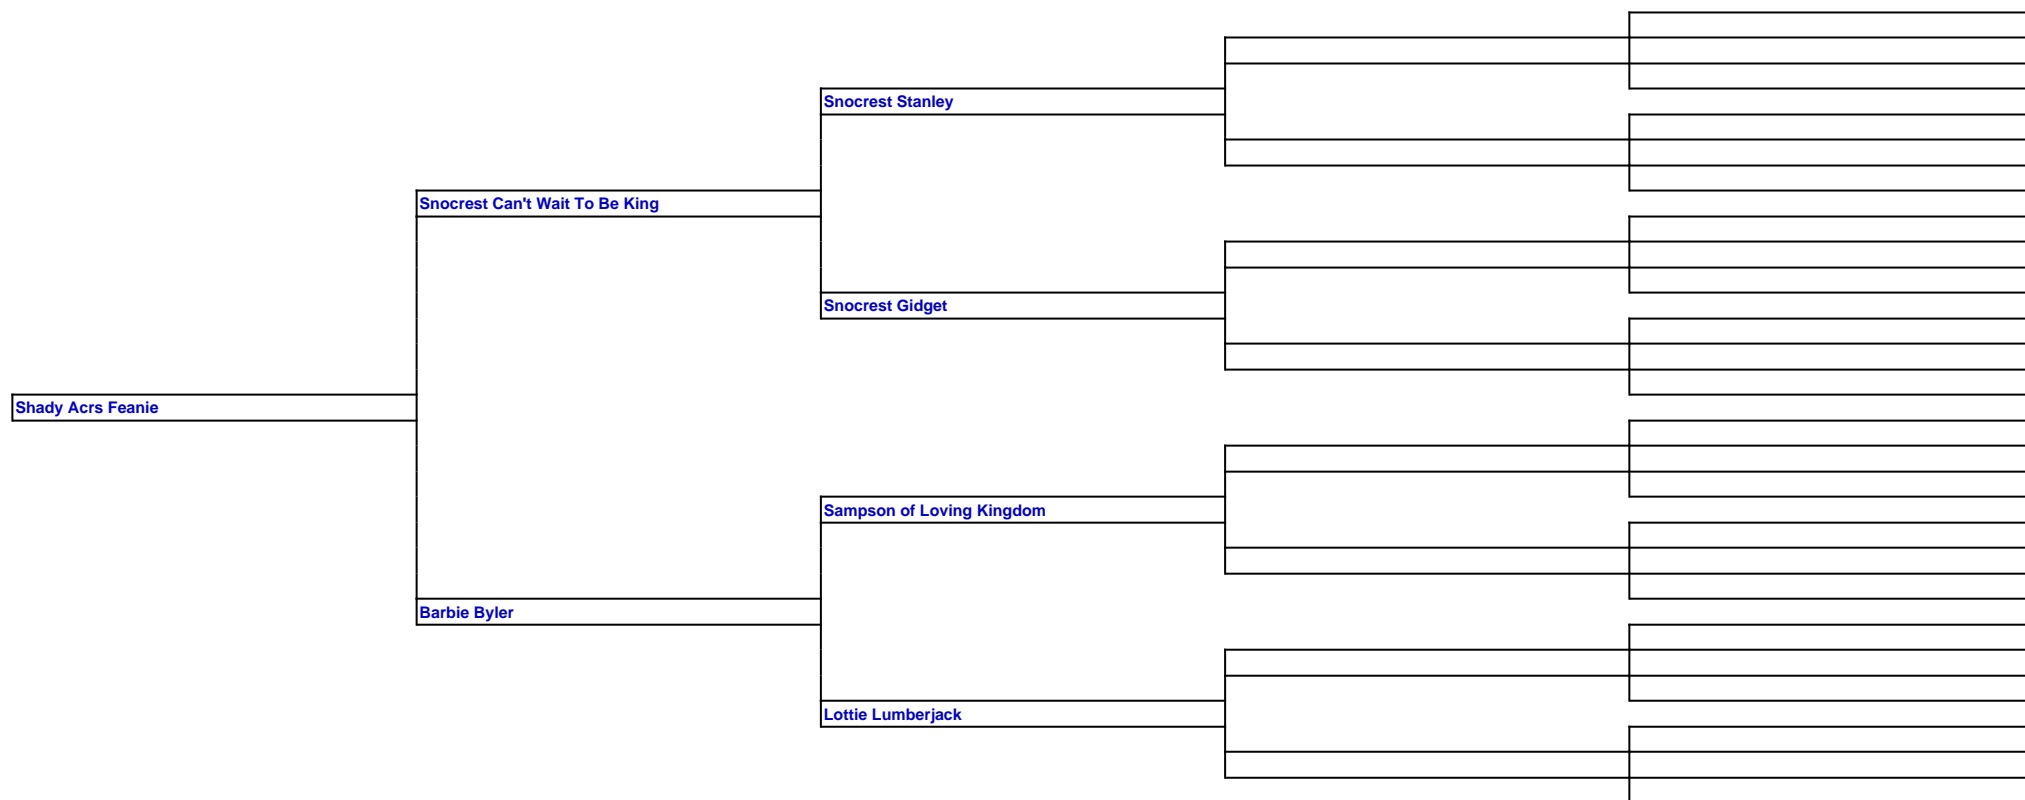 Snocrest Stanley
Snocrest Can't Wait To Be King
Snocrest Gidget
Shady Acrs Feanie
Sampson of Loving Kingdom
Barbie Byler
Lottie Lumberjack